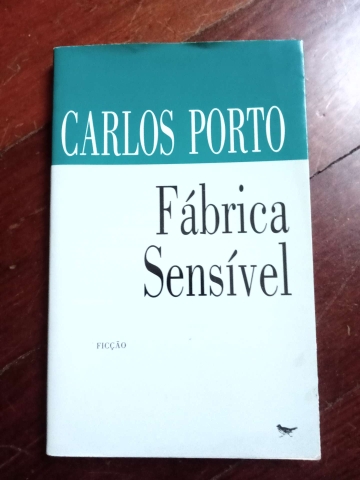 CARLOS PORTO
Fábrica
Sensível
FICÇÃO